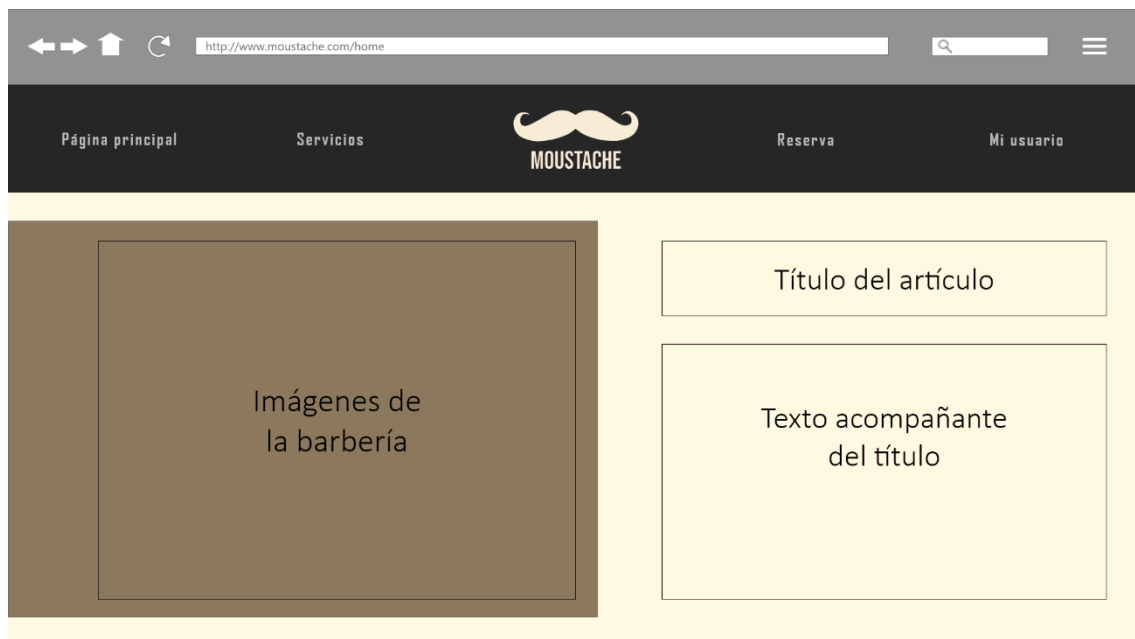 http://www.moustache.com/home
Página principal
Servicios
MOUSTACHE
Reserva
Mi usuario
Imágenes de
la barbería
Título del artículo
Texto acompañante
del título